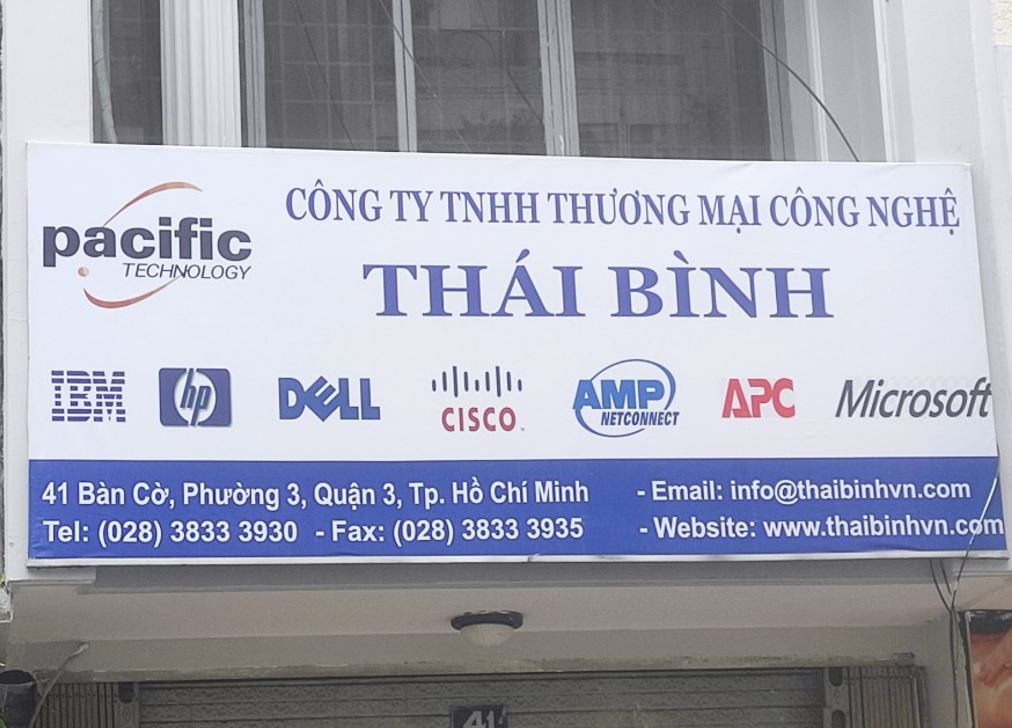 pacific
TECHNOLOGY
CÔNG TY TNHH THƯƠNG MẠI CÔNG NGHỆ
THÁI BÌNH
IBM hp DELL CISCO AMP NETCONNECT APC Microsoft
41 Bàn Cờ, Phường 3, Quận 3, Tp. Hồ Chí Minh - Email: info@thaibinhvn.com
Tel: (028) 3833 3930 - Fax: (028) 3833 3935 - Website: www.thaibinhvn.com
41